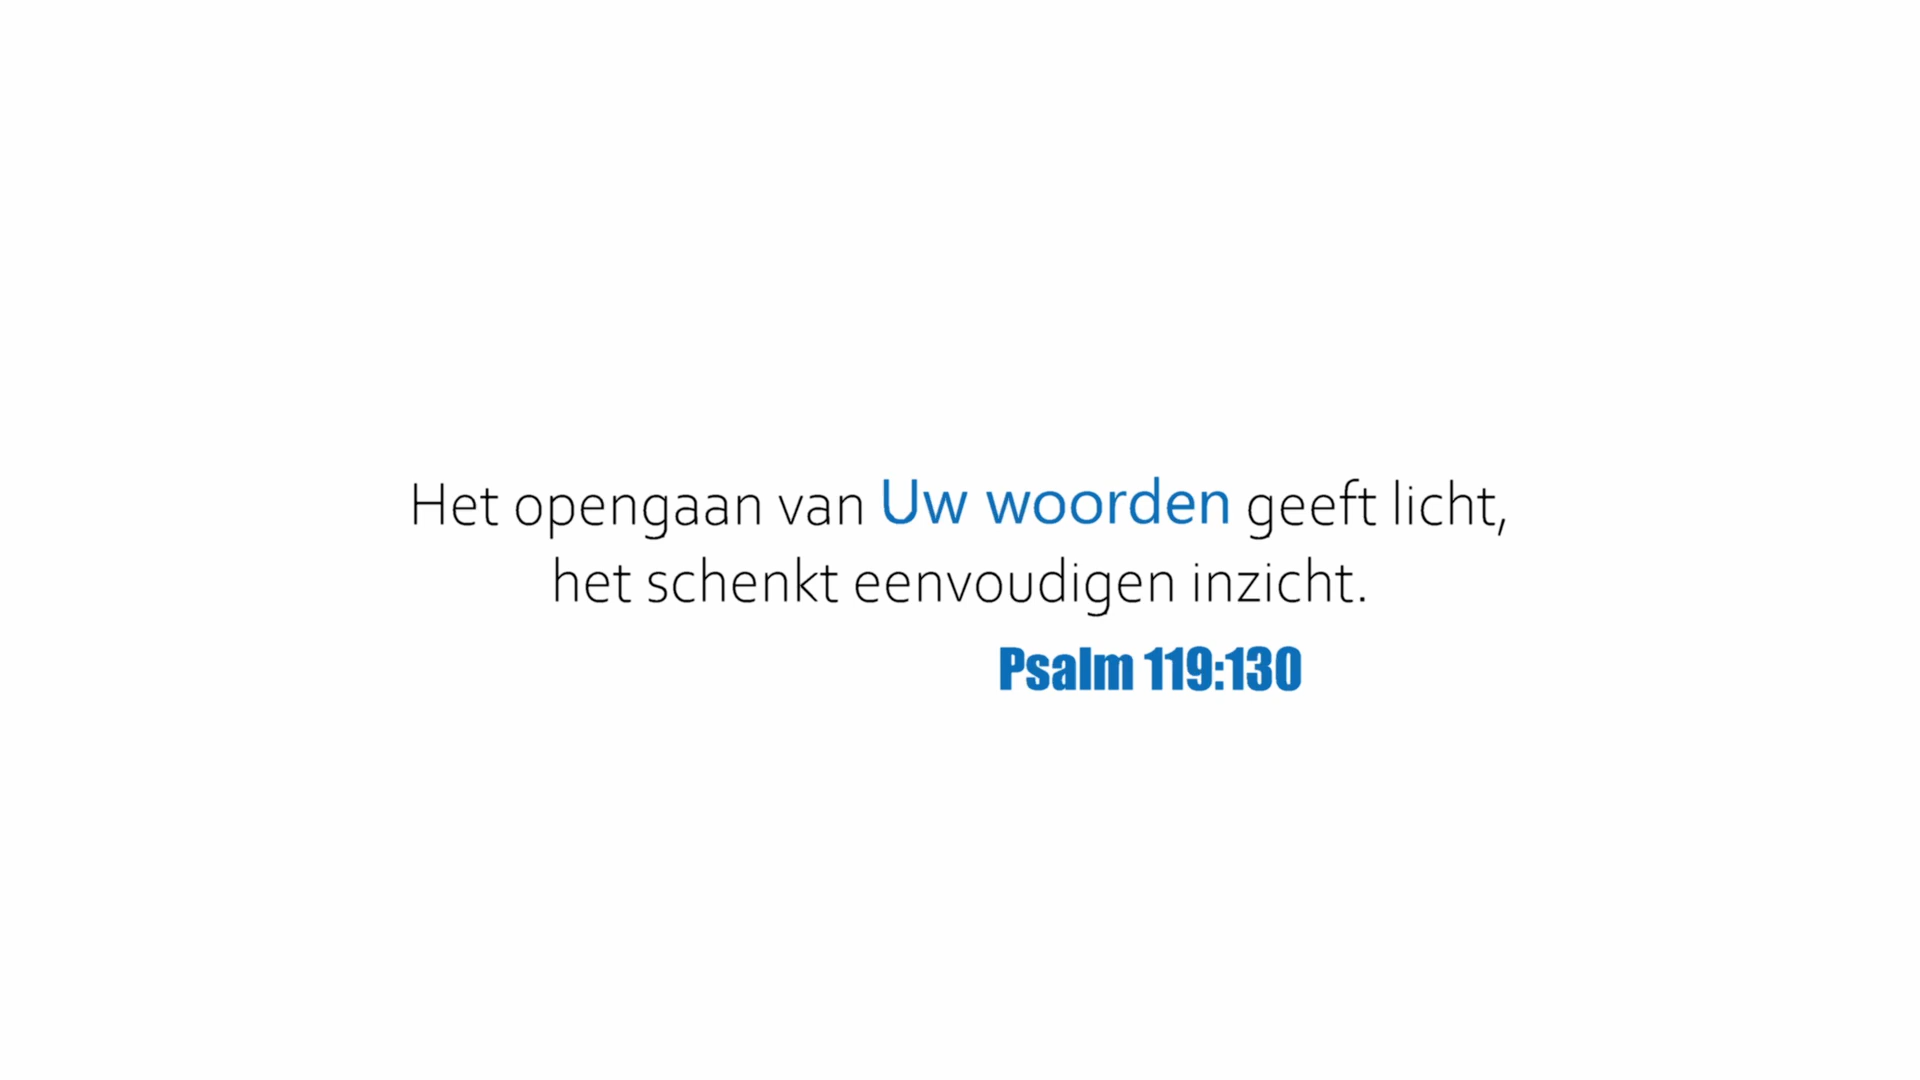 Het opengaan van Uw woorden geeft licht,
het schenkt eenvoudigen inzicht.
Psalm 119:130